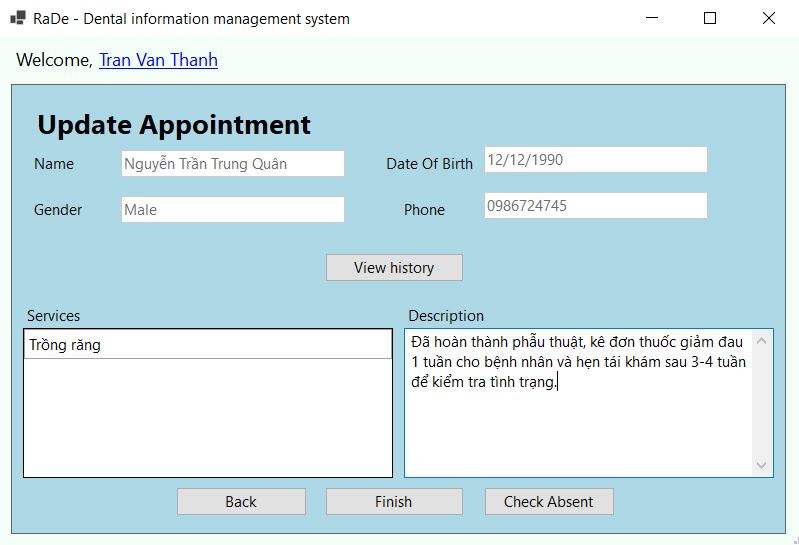 RaDe - Dental information management system
Welcome, Tran Van Thanh
Update Appointment
Name Nguyễn Trần Trung Quân Date Of Birth 12/12/1990
Gender Male Phone 0986724745
View history
Services Description
Trồng răng
Đã hoàn thành phẫu thuật, kê đơn thuốc giảm đau
1 tuần cho bệnh nhân và hẹn tái khám sau 3-4 tuần
để kiểm tra tình trạng.
Back Finish Check Absent